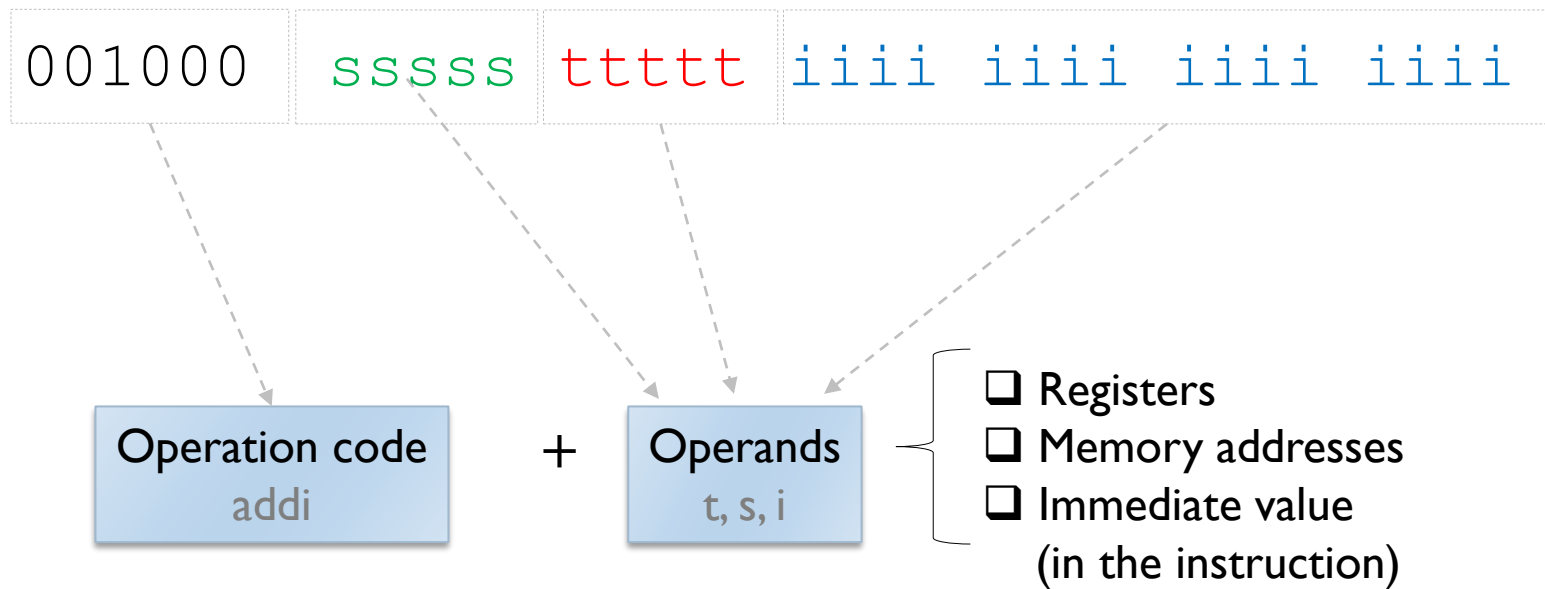 001000 sssss ttttt iiii iiii iiii iiii
Operation code
addi
+
Operands
t, s, i
❑ Registers
❑ Memory addresses
❑ Immediate value
(in the instruction)